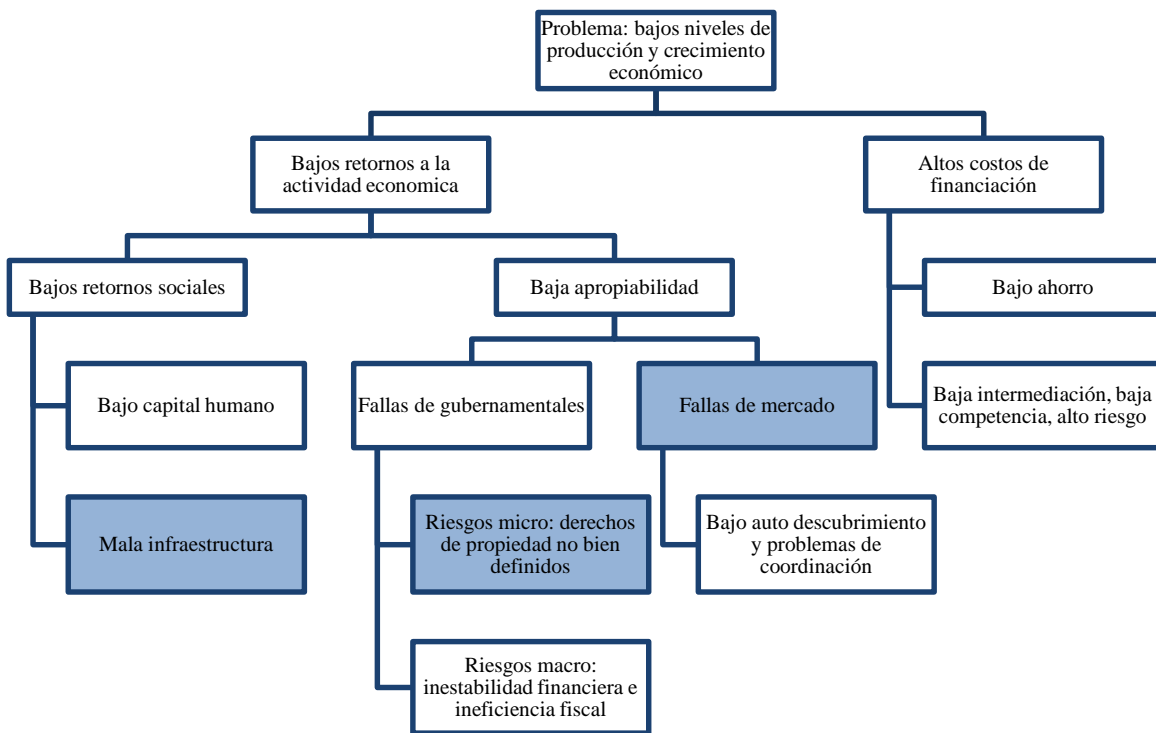 Problema: bajos niveles de
producción y crecimiento
económico
Bajos retornos a la
actividad economica
Altos costos de
financiación
Bajos retornos sociales
Baja apropiabilidad
Bajo ahorro
Bajo capital humano
Fallas de gubernamentales
Fallas de mercado
Baja intermediación, baja
competencia, alto riesgo
Mala infraestructura
Riesgos micro: derechos
de propiedad no bien
definidos
Bajo auto descubrimiento
y problemas de
coordinación
Riesgos macro:
inestabilidad financiera e
ineficiencia fiscal